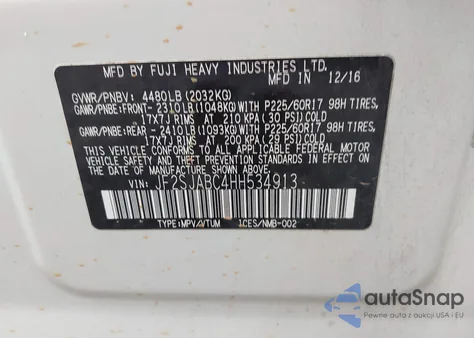 MFD BY FUJI HEAVY INDUSTRIES LTD.
MFD IN 12/16
GVWR/PNBV: 4480LB(2032KG)
GAWR/PNBE:FRONT- 2310LB(1048KG)WITH P225/60R17 98H TIRES,
17X7J RIMS AT 210 KPA( 30 PSI)COLD
GAWR/PNBE:REAR - 2410LB(1093KG)WITH P225/60R17 98H TIRES,
17X7J RIMS AT 200 KPA( 29 PSI)COLD
THIS VEHICLE CONFORMS TO ALL APPLICABLE FEDERAL MOTOR
VEHICLE SAFETY STANDARDS IN EFFECT ON THE
DATE OF MANUFACTURE SHOWN ABOVE.
VIN: JF2SJABC4HH534913
TYPE:MPV/VTUM ICES/NMB-002
autoSnap
Pewne auta z USA i EU